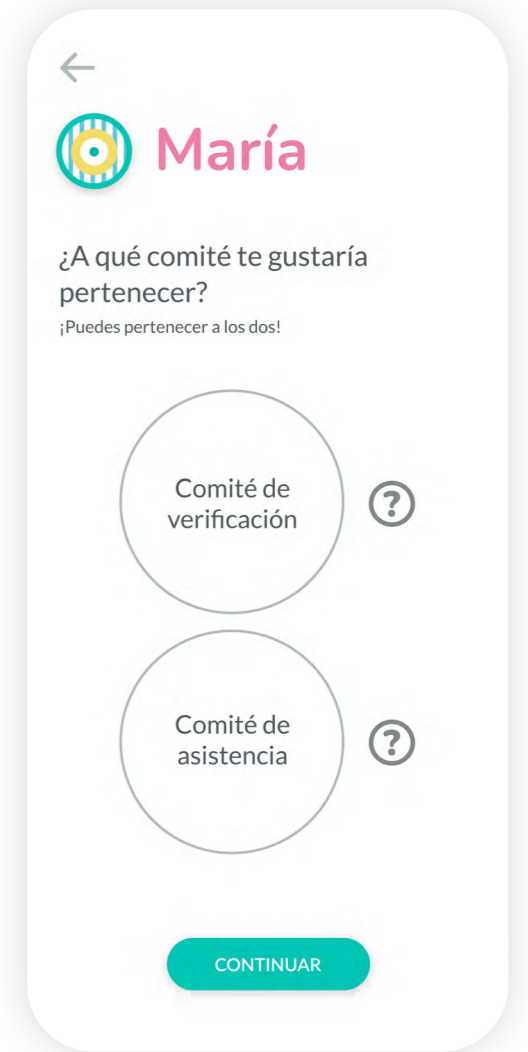 María
¿A qué comité te gustaría
pertenecer?
¡Puedes pertenecer a los dos!
Comité de
verificación
?
Comité de
asistencia
?
CONTINUAR